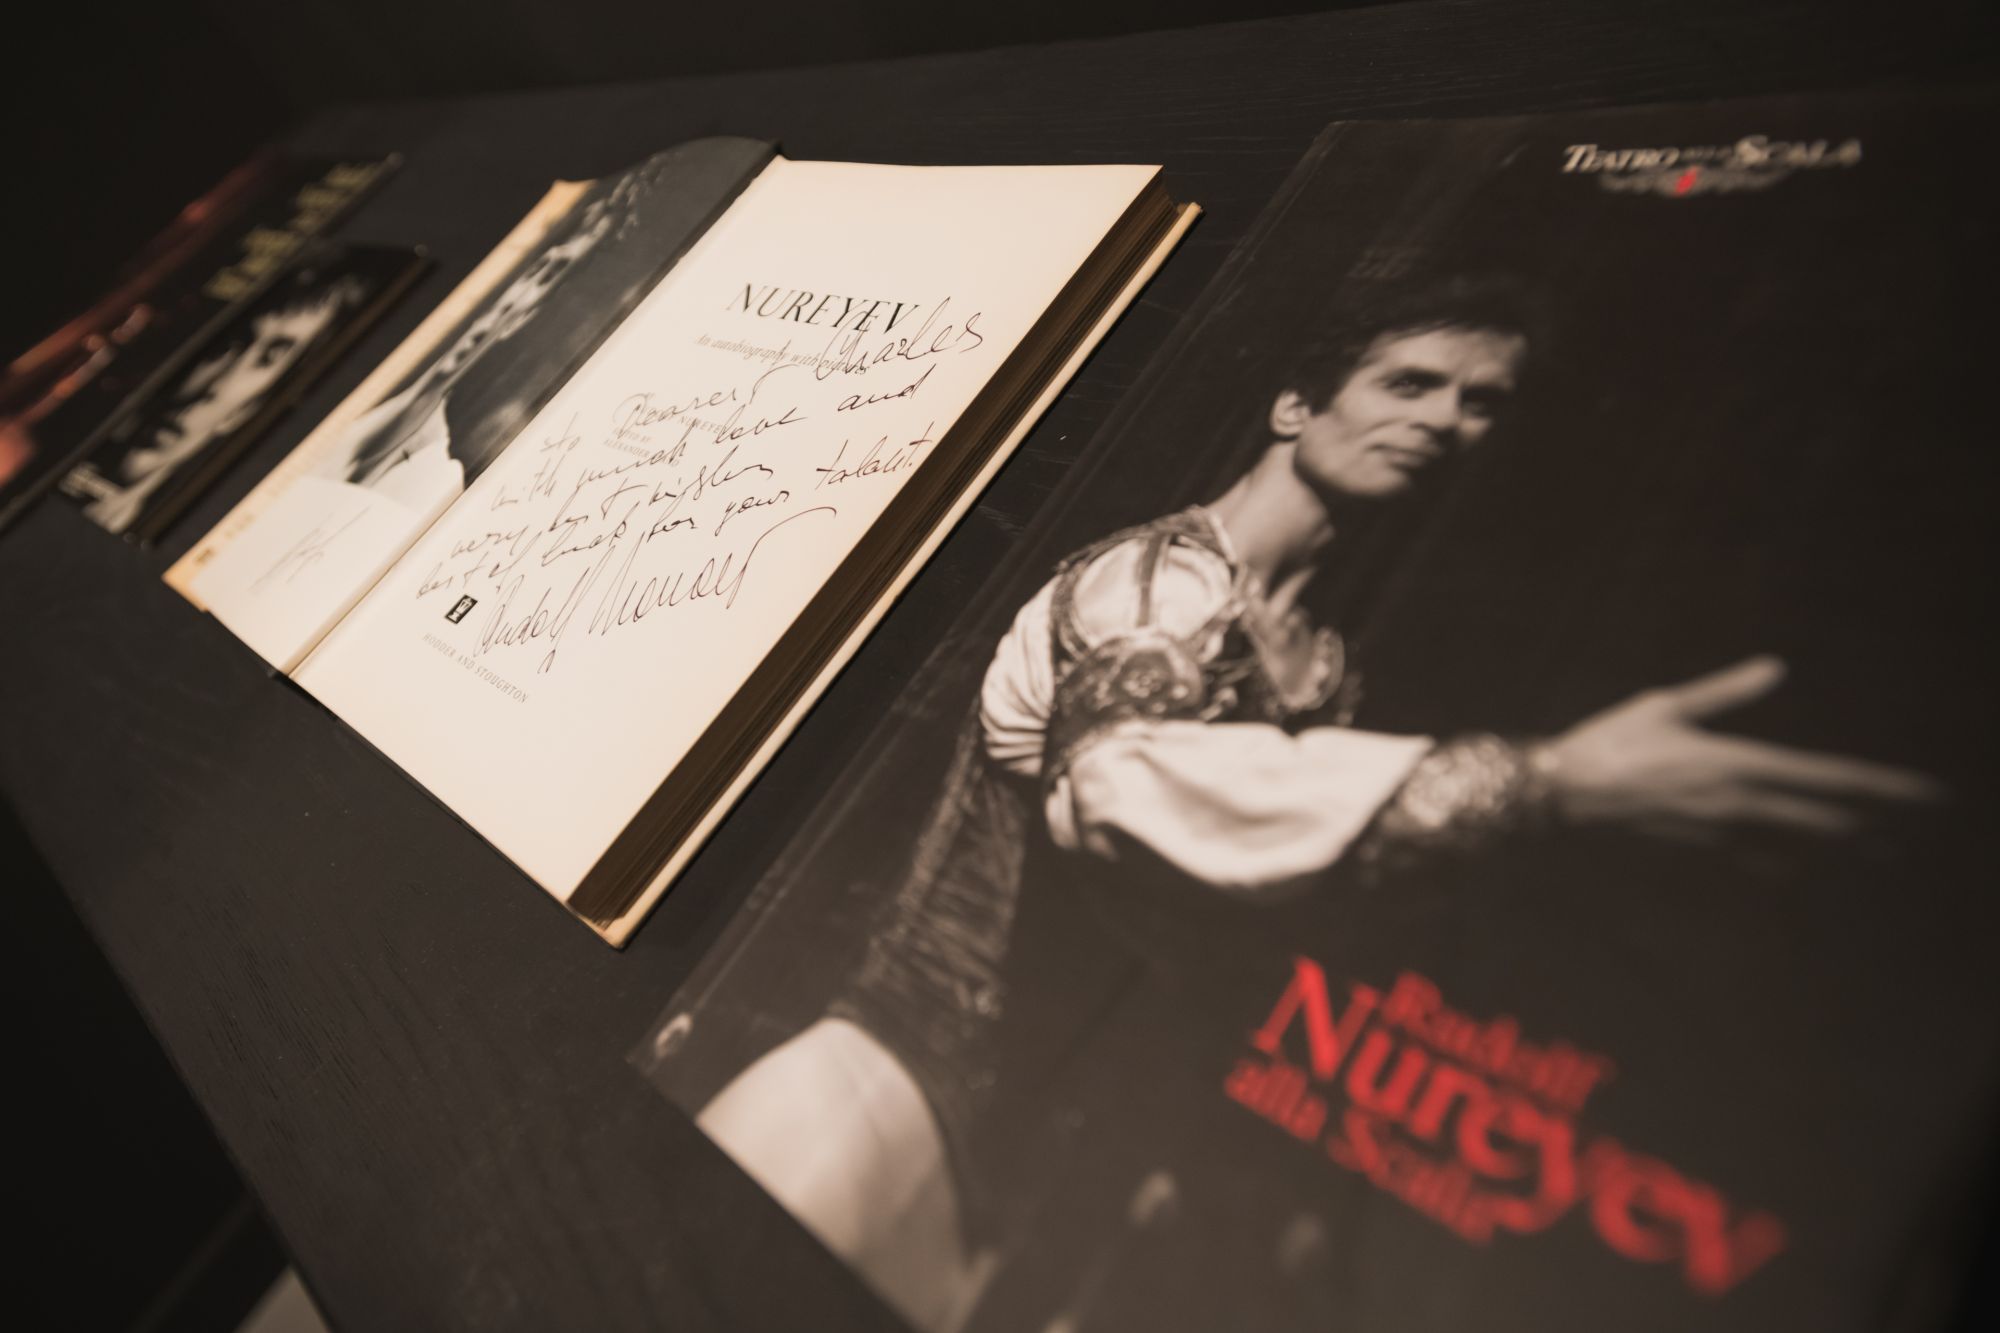 NUREYEV
An autobiography with pictures
to Dearest Charles
with much love and
very best wishes
best of luck for your talent.
Rudolf Nureyev
HODDER AND STOUGHTON
TEATRO ALLA SCALA
Rudolf
Nureyev
alla Scala